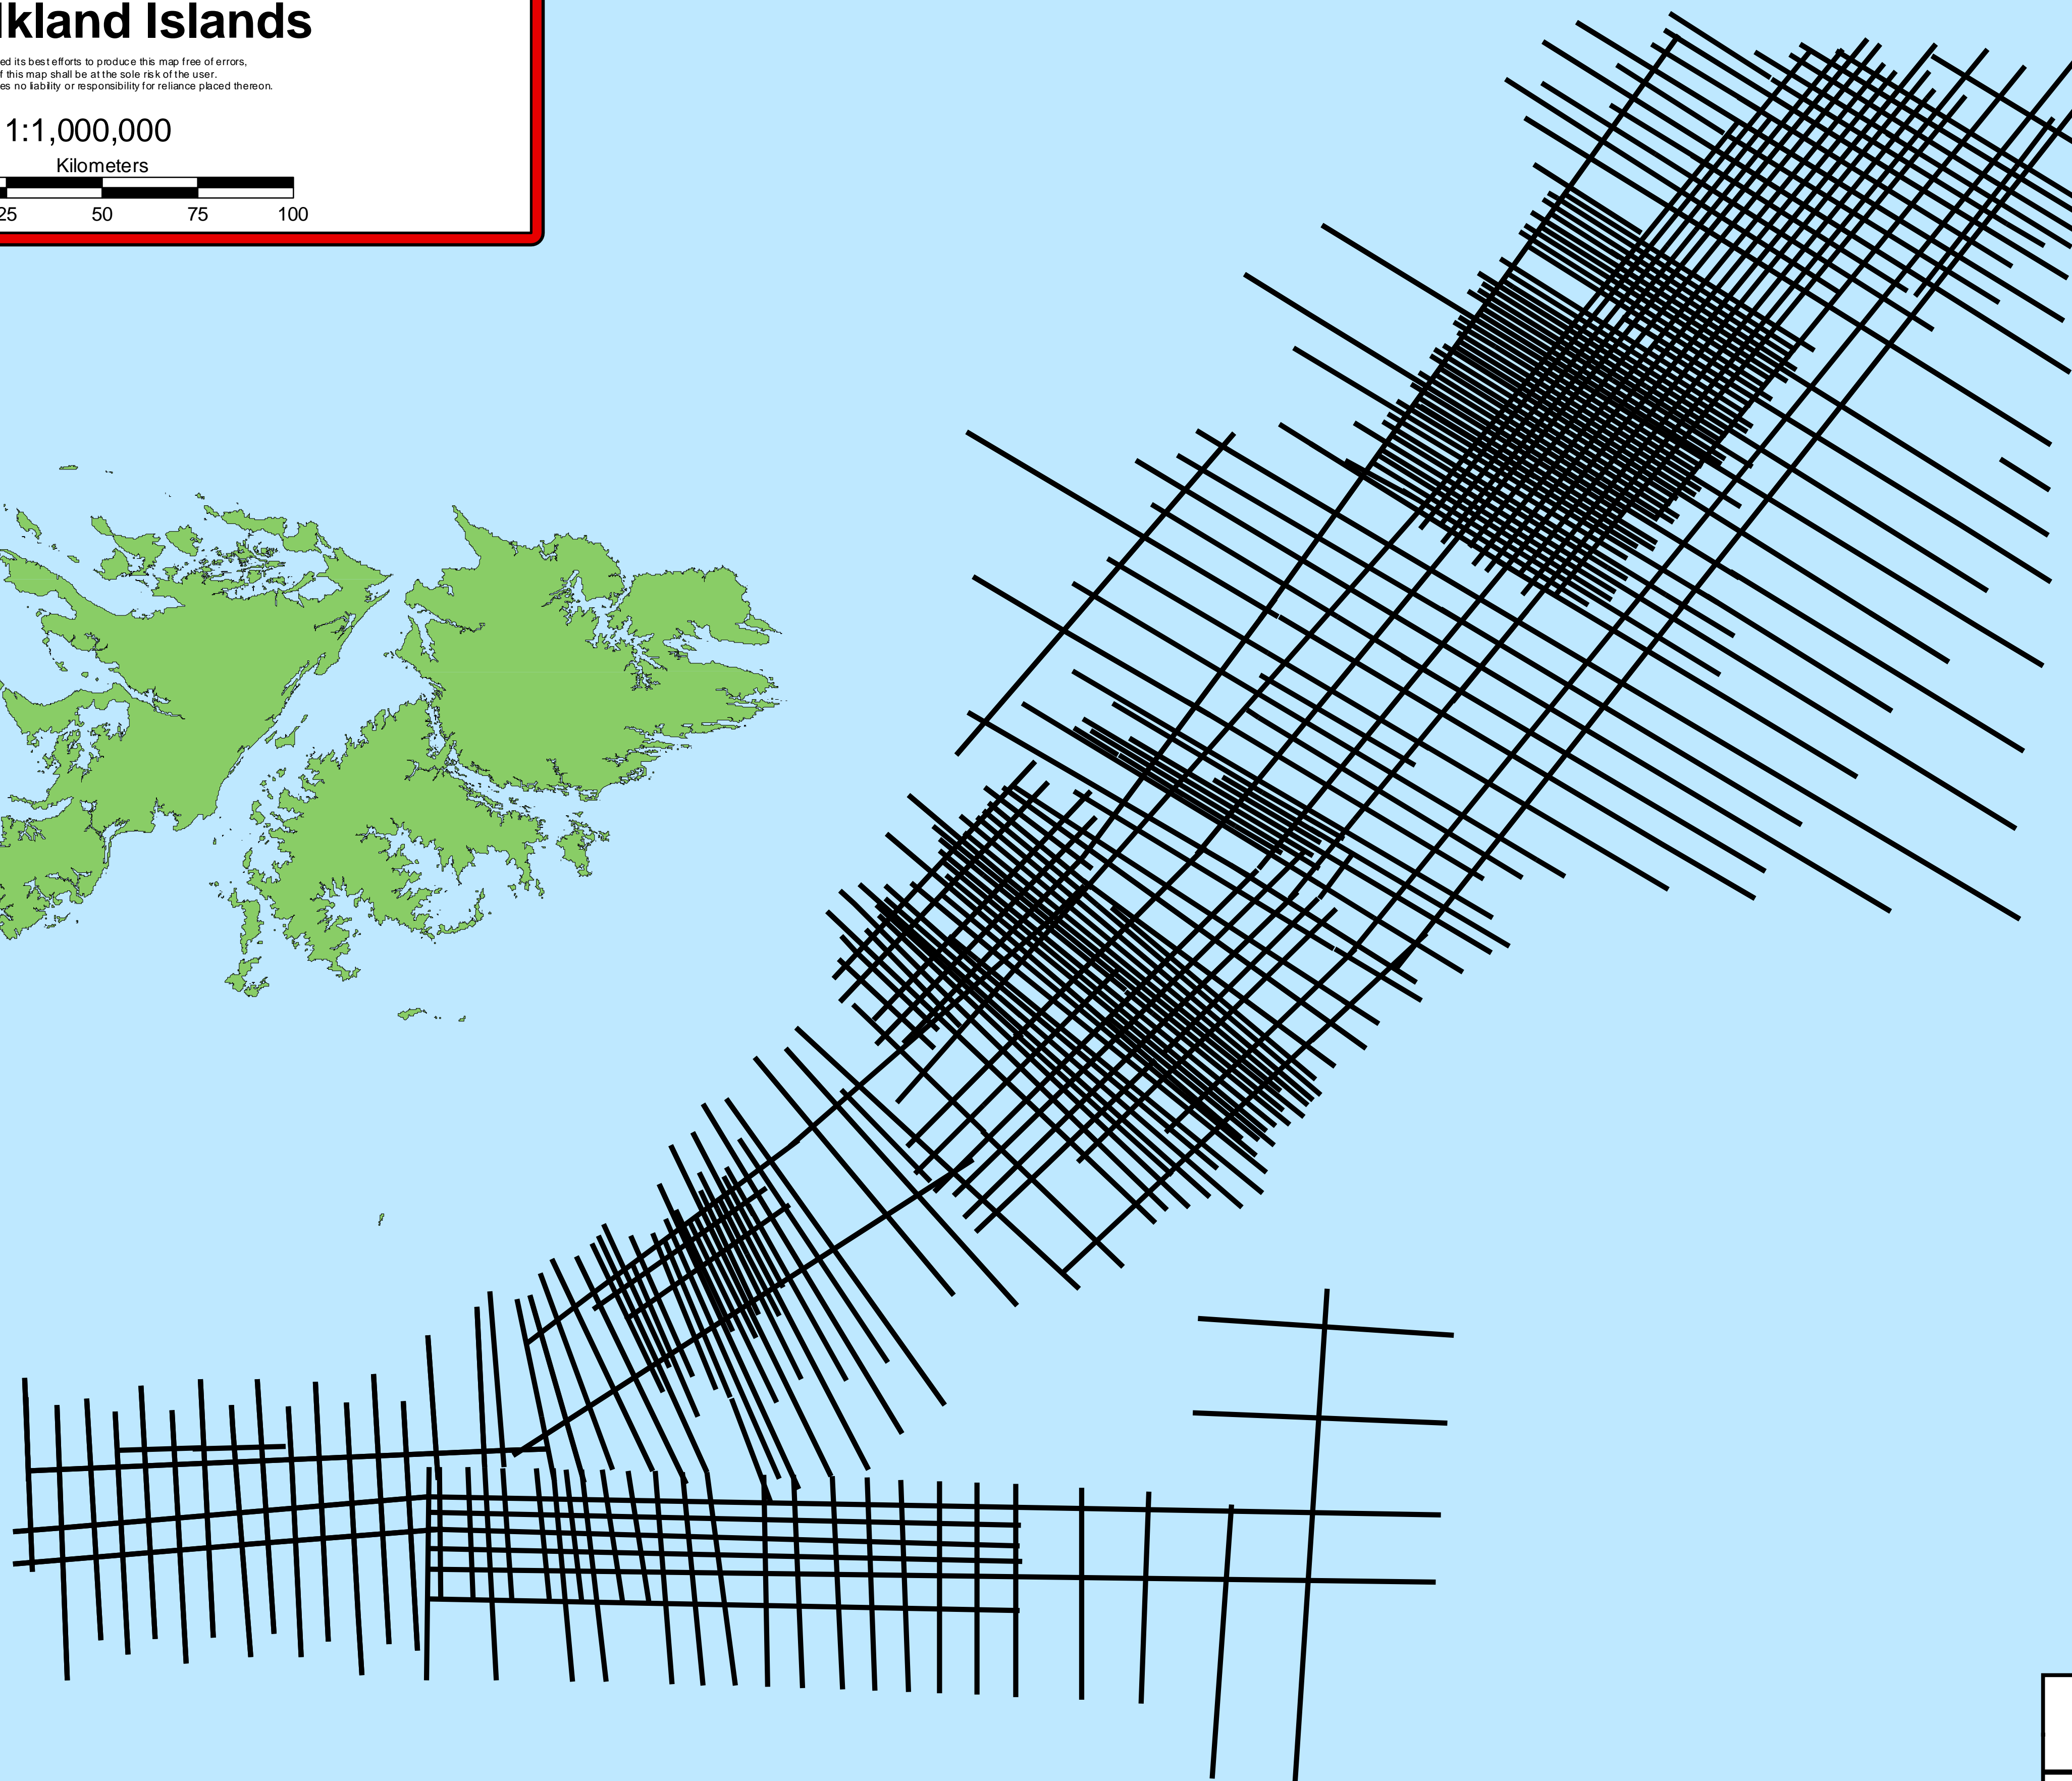 lkland Islands
ed its best efforts to produce this map free of errors,
f this map shall be at the sole risk of the user.
es no liability or responsibility for reliance placed thereon.
1:1,000,000
Kilometers
25 50 75 100